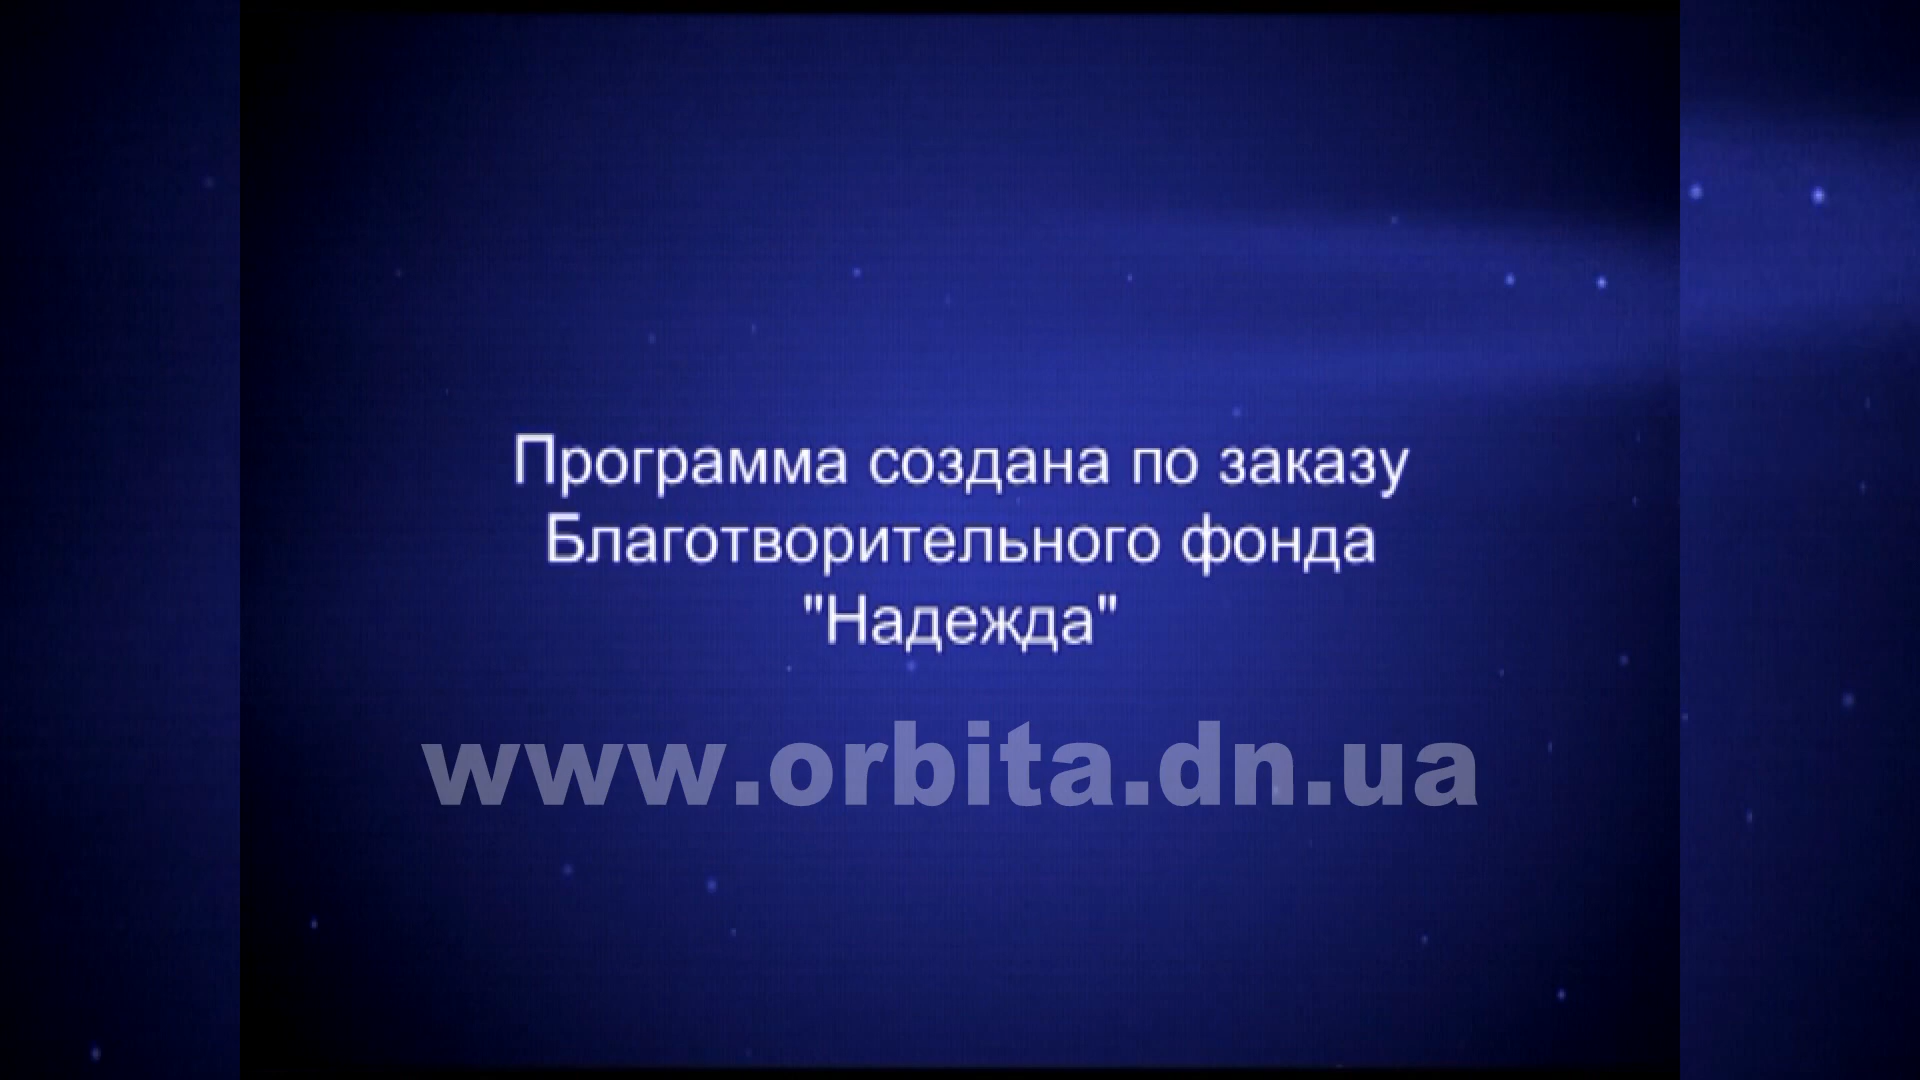 Программа создана по заказу
Благотворительного фонда
"Надежда"
www.orbita.dn.ua